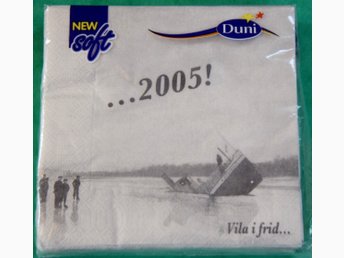 NEW
soft
Duni
...2005!
Vila i frid...